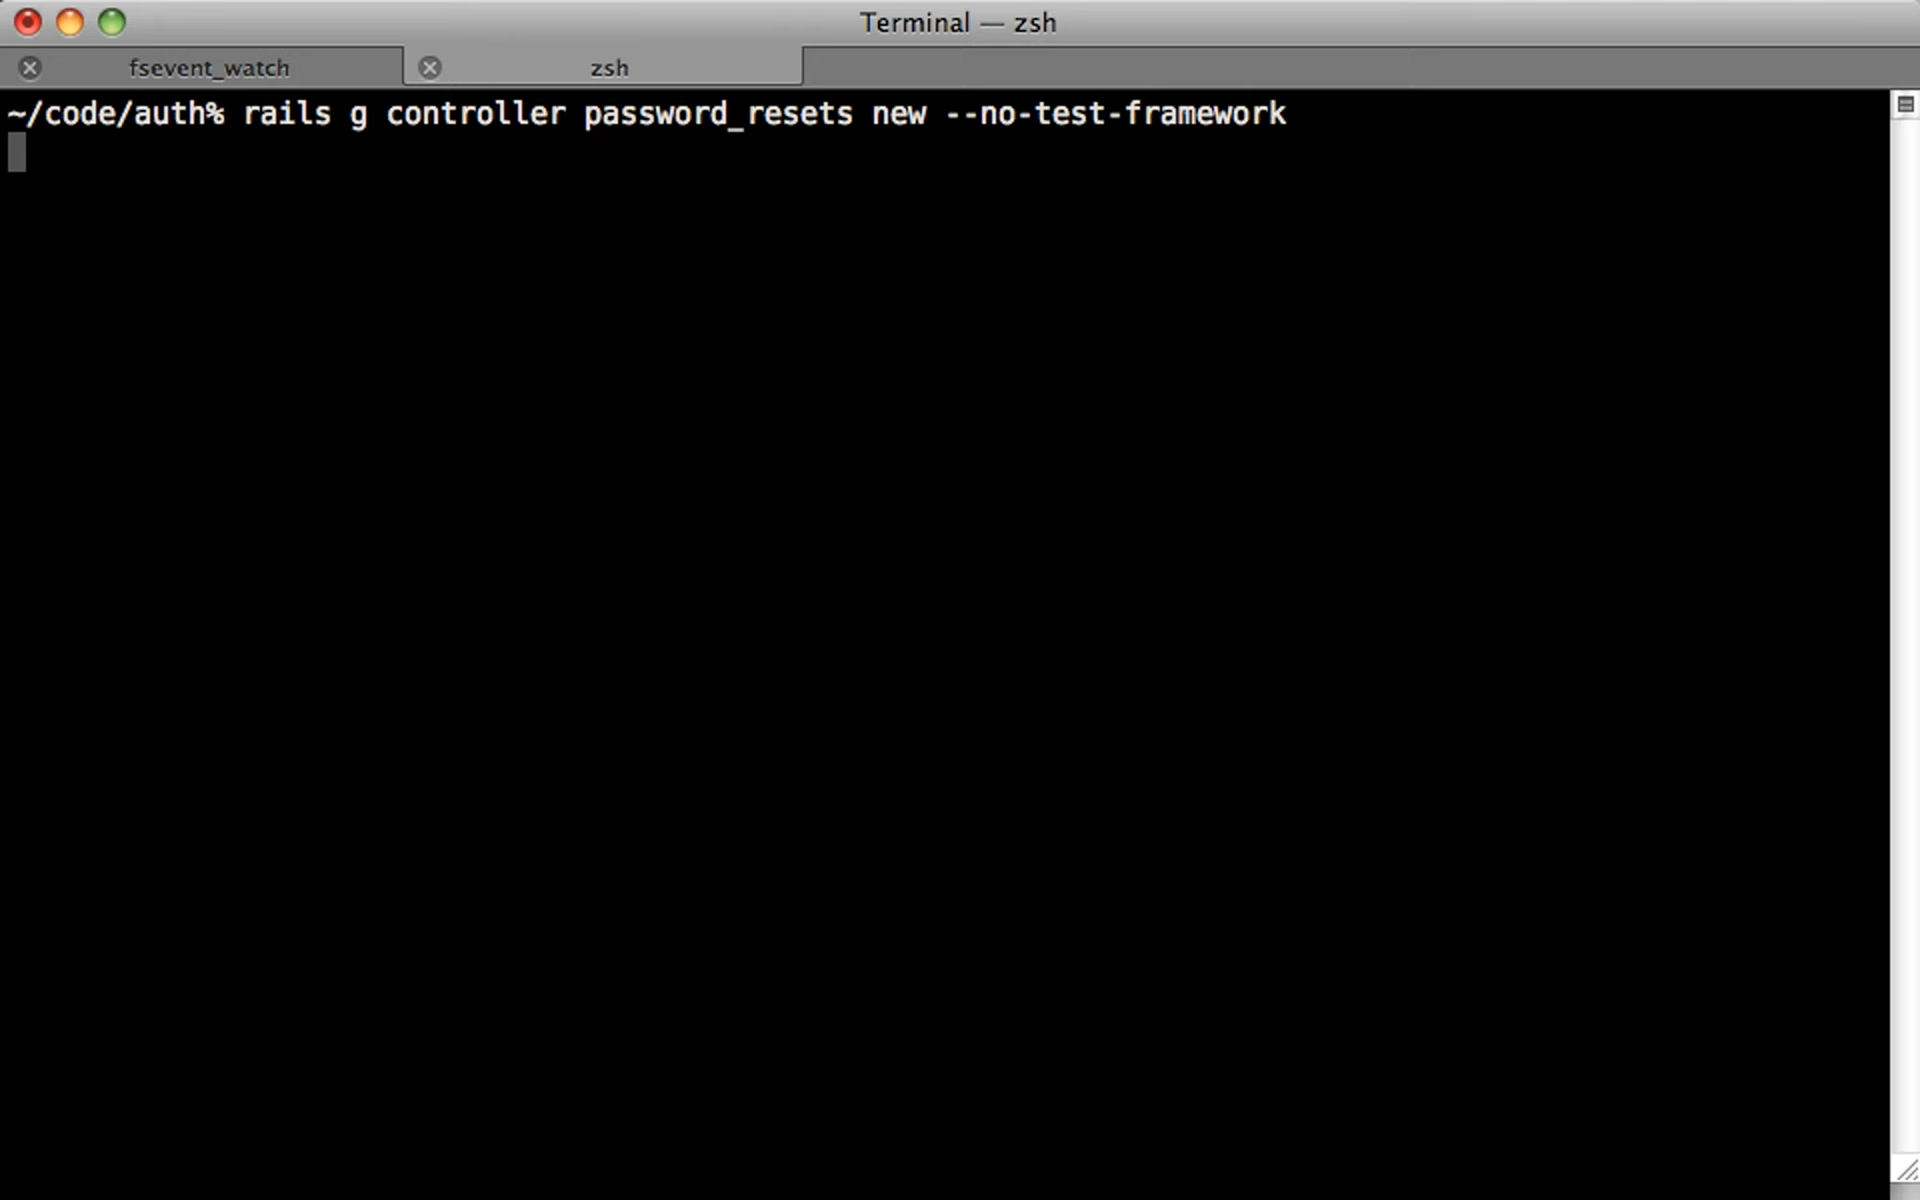 Terminal — zsh
fsevent_watch zsh
~/code/auth% rails g controller password_resets new --no-test-framework